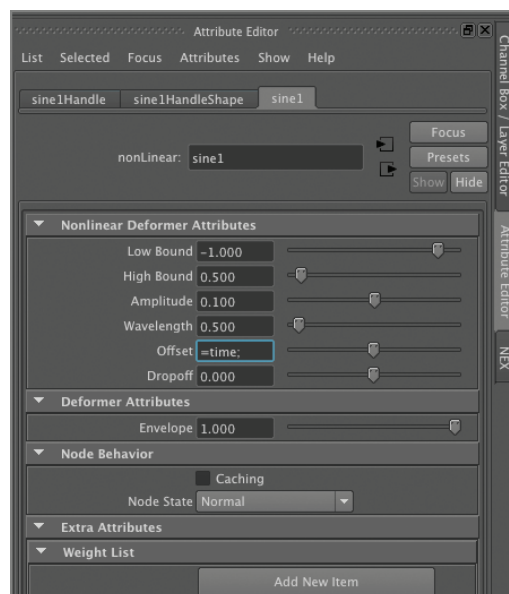 Attribute Editor
List Selected Focus Attributes Show Help
sine1Handle sine1HandleShape sine1
Focus
nonLinear: sine1
Presets
Show Hide
Nonlinear Deformer Attributes
Low Bound -1.000
High Bound 0.500
Amplitude 0.100
Wavelength 0.500
Offset =time;
Dropoff 0.000
Deformer Attributes
Envelope 1.000
Node Behavior
Caching
Node State Normal
Extra Attributes
Weight List
Add New Item
Channel Box / Layer Editor
Attribute Editor
NEX